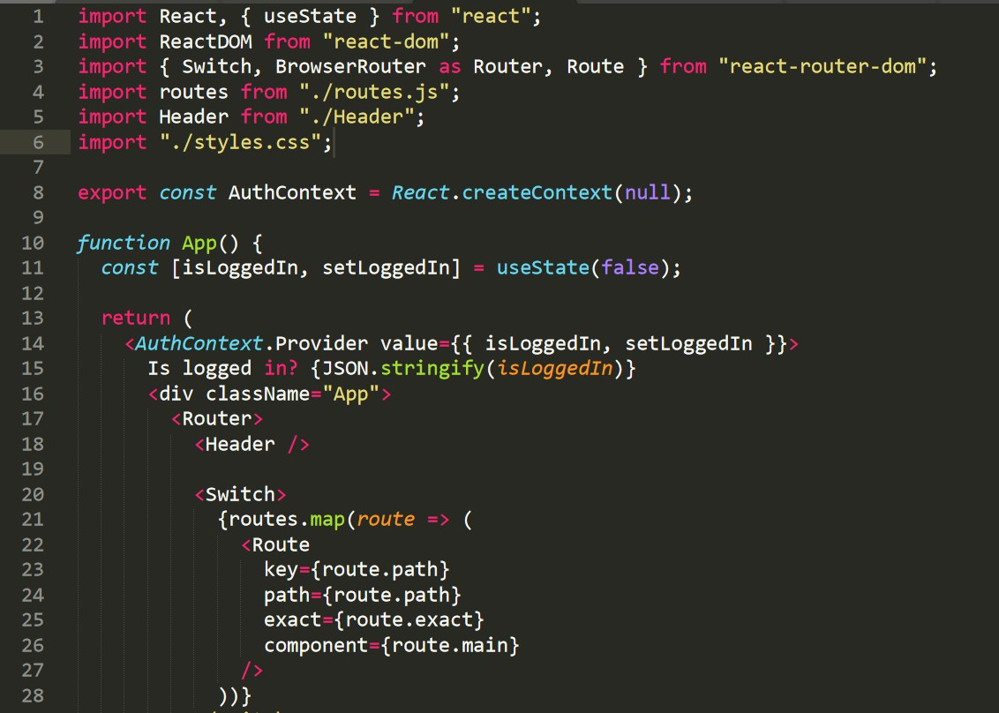 1 import React, { useState } from "react";
2 import ReactDOM from "react-dom";
3 import { Switch, BrowserRouter as Router, Route } from "react-router-dom";
4 import routes from "./routes.js";
5 import Header from "./Header";
6 import "./styles.css";
7
8 export const AuthContext = React.createContext(null);
9
10 function App() {
11   const [isLoggedIn, setLoggedIn] = useState(false);
12
13   return (
14     <AuthContext.Provider value={{ isLoggedIn, setLoggedIn }}>
15       Is logged in? {JSON.stringify(isLoggedIn)}
16       <div className="App">
17         <Router>
18           <Header />
19
20           <Switch>
21             {routes.map(route => (
22               <Route
23                 key={route.path}
24                 path={route.path}
25                 exact={route.exact}
26                 component={route.main}
27               />
28             ))}